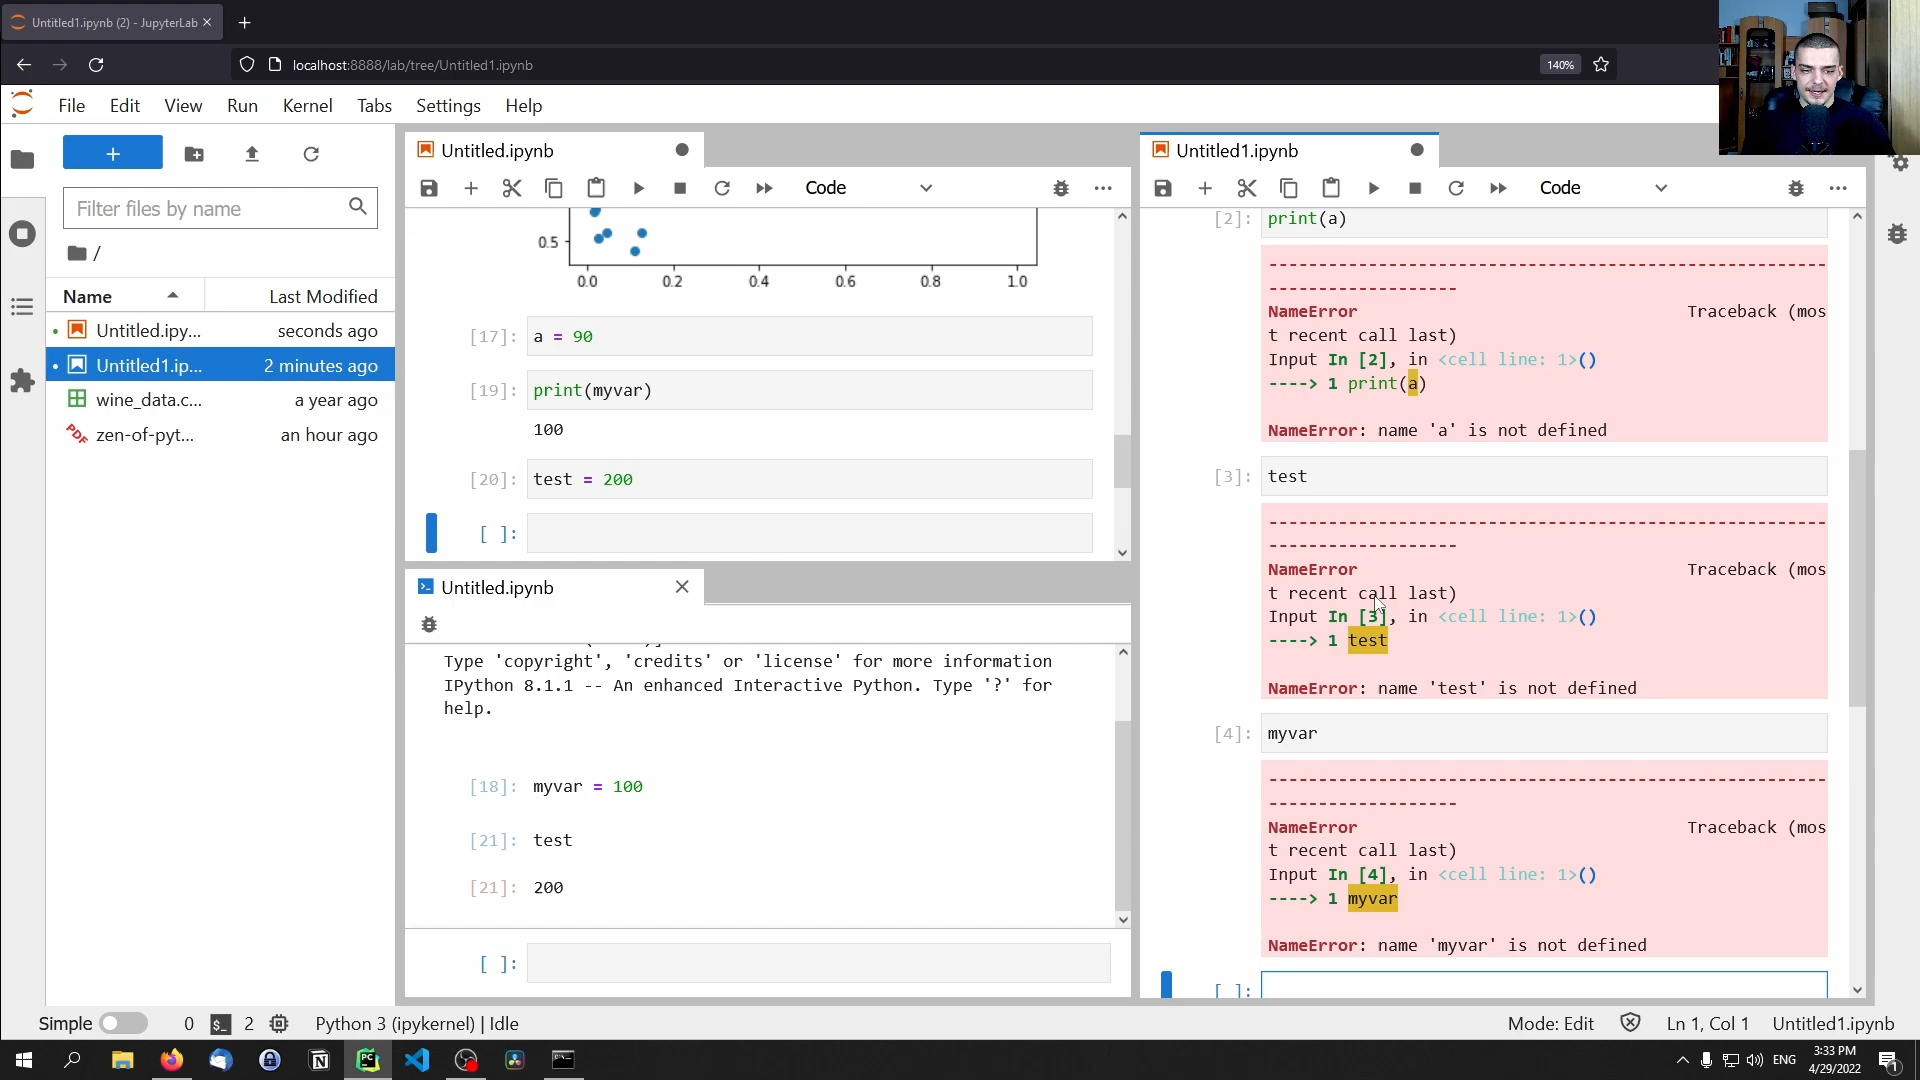 Untitled1.ipynb (2) - JupyterLab
localhost:8888/lab/tree/Untitled1.ipynb
140%
File Edit View Run Kernel Tabs Settings Help
Filter files by name
/
Name Last Modified
Untitled.ipy... seconds ago
Untitled1.ip... 2 minutes ago
wine_data.c... a year ago
PDF zen-of-pyt... an hour ago
Untitled.ipynb
Code
0.5
0.0 0.2 0.4 0.6 0.8 1.0
[17]: a = 90
[19]: print(myvar)
100
[20]: test = 200
[ ]:
Untitled.ipynb
Type 'copyright', 'credits' or 'license' for more information
IPython 8.1.1 -- An enhanced Interactive Python. Type '?' for
help.
[18]: myvar = 100
[21]: test
[21]: 200
[ ]:
Untitled1.ipynb
Code
[2]: print(a)
--------------------------------------------------------
-------------------
NameError Traceback (mos
t recent call last)
Input In [2], in <cell line: 1>()
----> 1 print(a)
NameError: name 'a' is not defined
[3]: test
--------------------------------------------------------
-------------------
NameError Traceback (mos
t recent call last)
Input In [3], in <cell line: 1>()
----> 1 test
NameError: name 'test' is not defined
[4]: myvar
--------------------------------------------------------
-------------------
NameError Traceback (mos
t recent call last)
Input In [4], in <cell line: 1>()
----> 1 myvar
NameError: name 'myvar' is not defined
[ ]:
Simple 0 2 Python 3 (ipykernel) | Idle Mode: Edit Ln 1, Col 1 Untitled1.ipynb
ENG
3:33 PM
4/29/2022
1